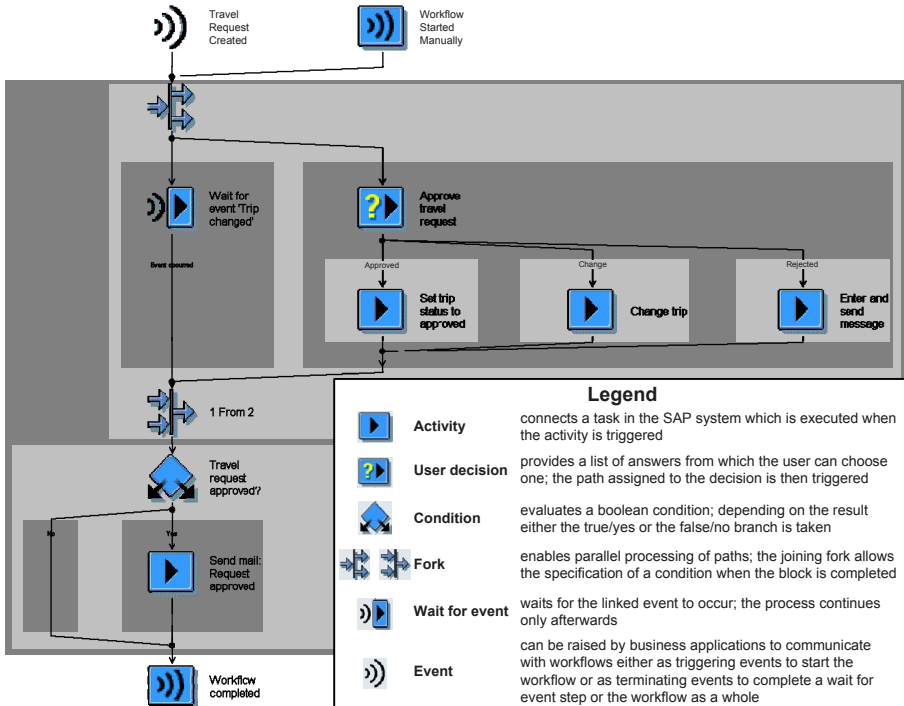 Travel
Request
Created
Workflow
Started
Manually
Wait for
event 'Trip
changed'
Approve
travel
request
Event occurred
Approved
Change
Rejected
Set trip
status to
approved
Change trip
Enter and
send
message
1 From 2
Travel
request
approved?
No
Yes
Send mail:
Request
approved
Workflow
completed
Legend
Activity
connects a task in the SAP system which is executed when
the activity is triggered
User decision
provides a list of answers from which the user can choose
one; the path assigned to the decision is then triggered
Condition
evaluates a boolean condition; depending on the result
either the true/yes or the false/no branch is taken
Fork
enables parallel processing of paths; the joining fork allows
the specification of a condition when the block is completed
Wait for event
waits for the linked event to occur; the process continues
only afterwards
Event
can be raised by business applications to communicate
with workflows either as triggering events to start the
workflow or as terminating events to complete a wait for
event step or the workflow as a whole